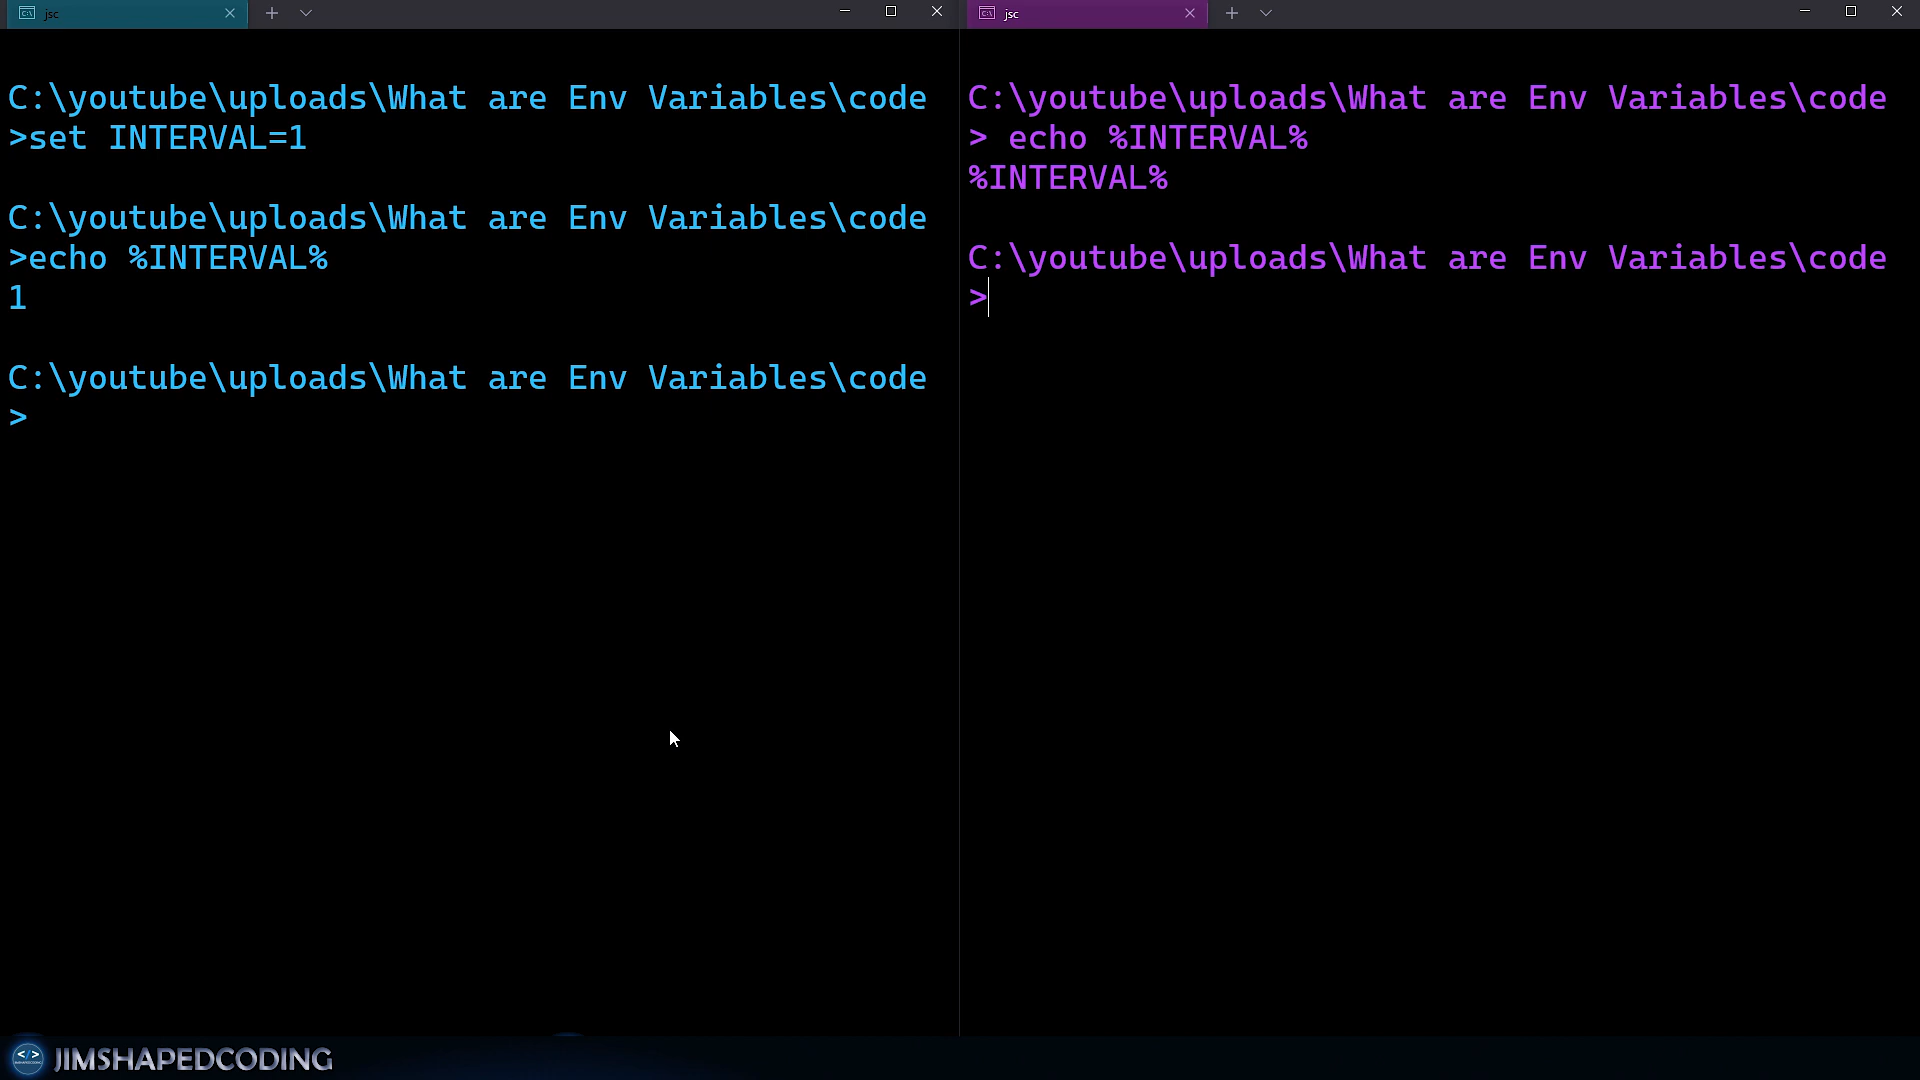 jsc
C:\youtube\uploads\What are Env Variables\code
>set INTERVAL=1
C:\youtube\uploads\What are Env Variables\code
>echo %INTERVAL%
1
C:\youtube\uploads\What are Env Variables\code
>
jsc
C:\youtube\uploads\What are Env Variables\code
> echo %INTERVAL%
%INTERVAL%
C:\youtube\uploads\What are Env Variables\code
>
</> JIMSHAPEDCODING